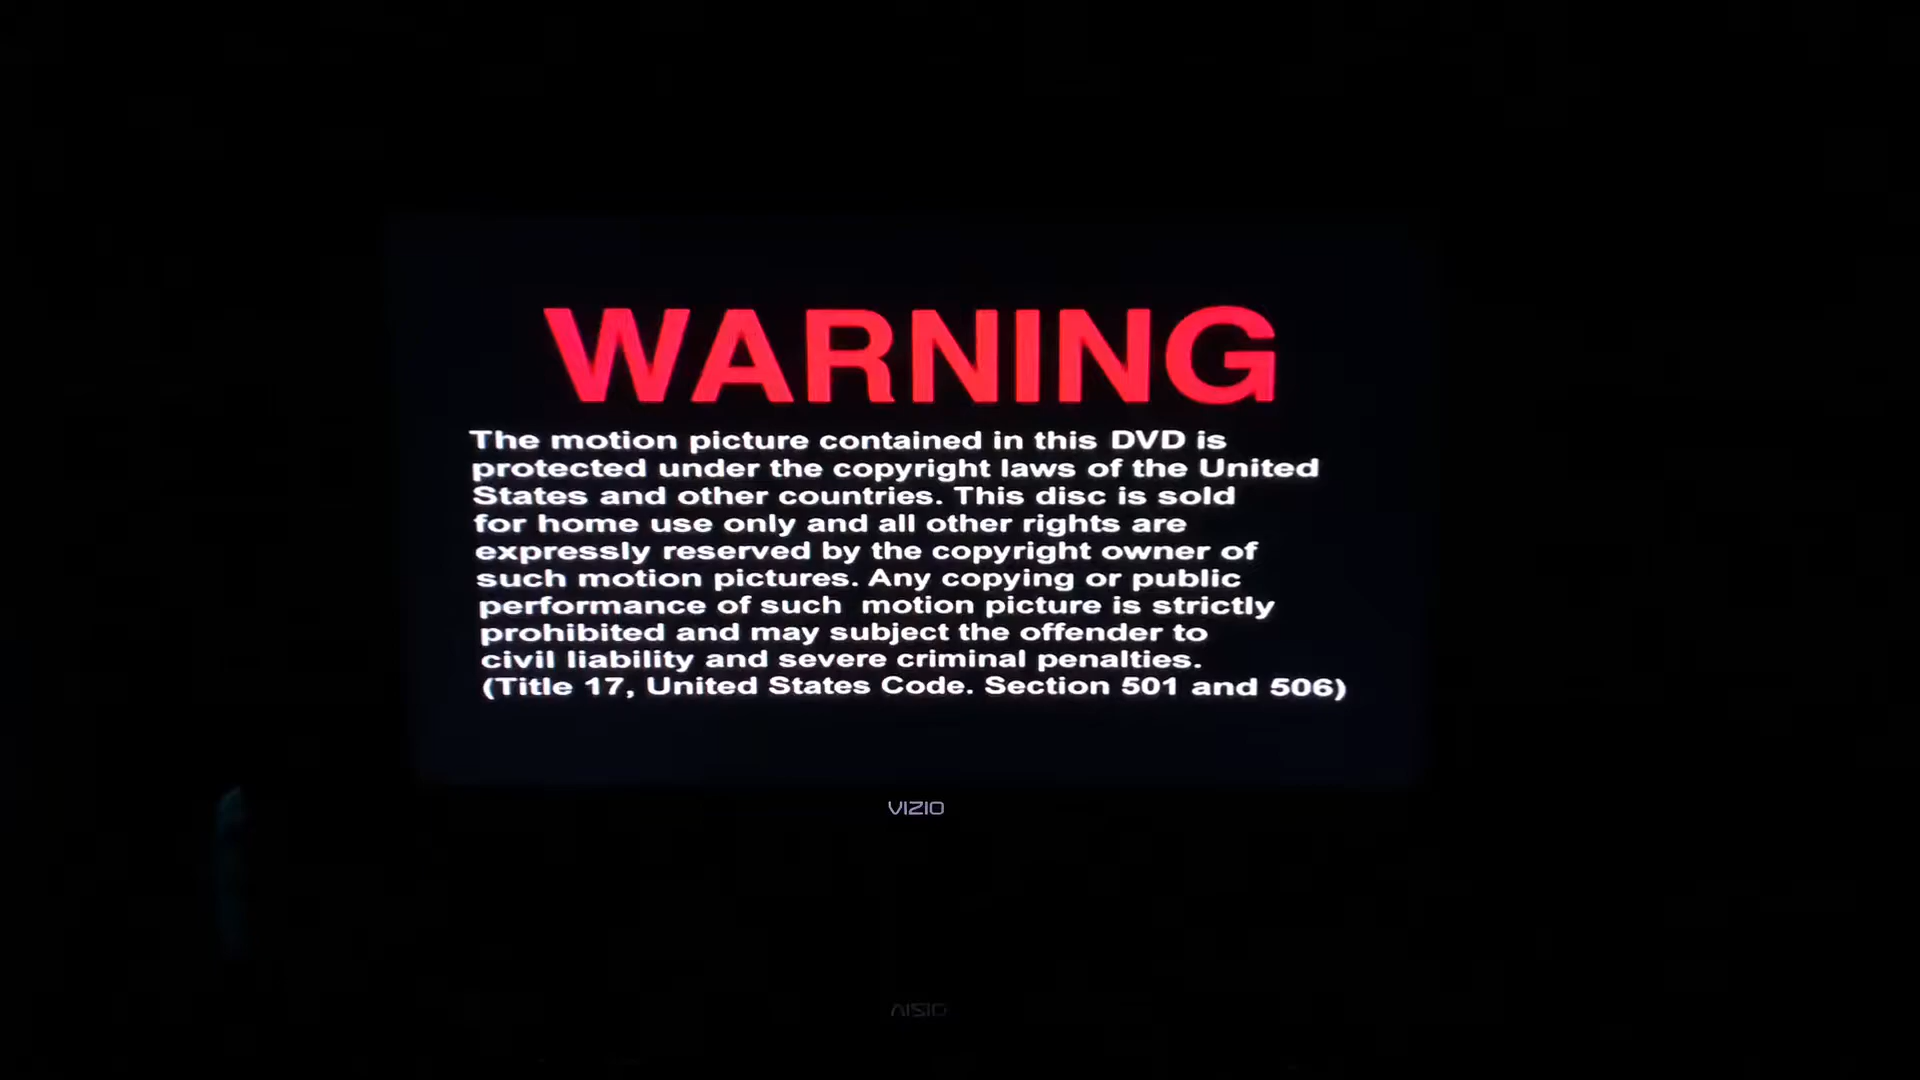 WARNING
The motion picture contained in this DVD is
protected under the copyright laws of the United
States and other countries. This disc is sold
for home use only and all other rights are
expressly reserved by the copyright owner of
such motion pictures. Any copying or public
performance of such  motion picture is strictly
prohibited and may subject the offender to
civil liability and severe criminal penalties.
(Title 17, United States Code. Section 501 and 506)
VIZIO